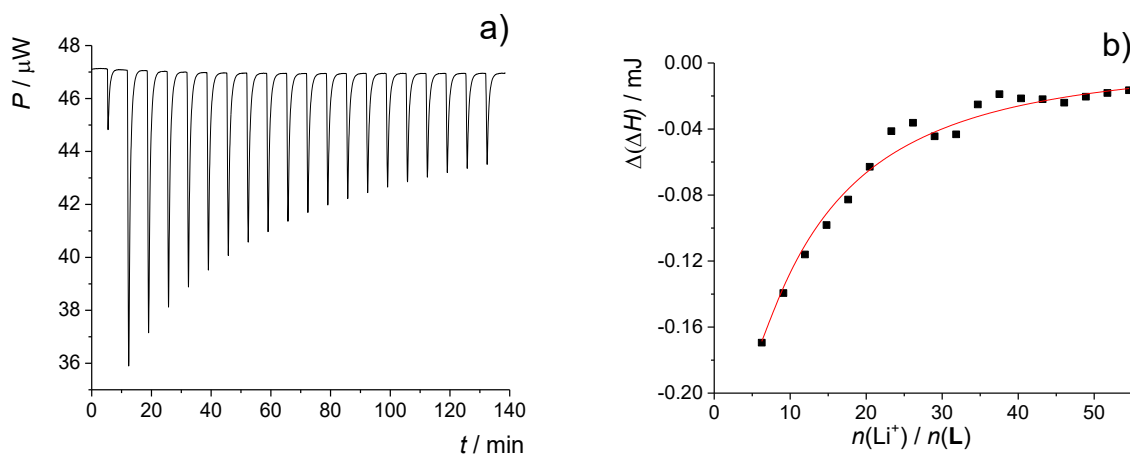 a)
P / μW
48
46
44
42
40
38
36
0 20 40 60 80 100 120 140
t / min
b)
Δ(ΔH) / mJ
0.00
-0.04
-0.08
-0.12
-0.16
-0.20
0 10 20 30 40 50
n(Li⁺) / n(L)